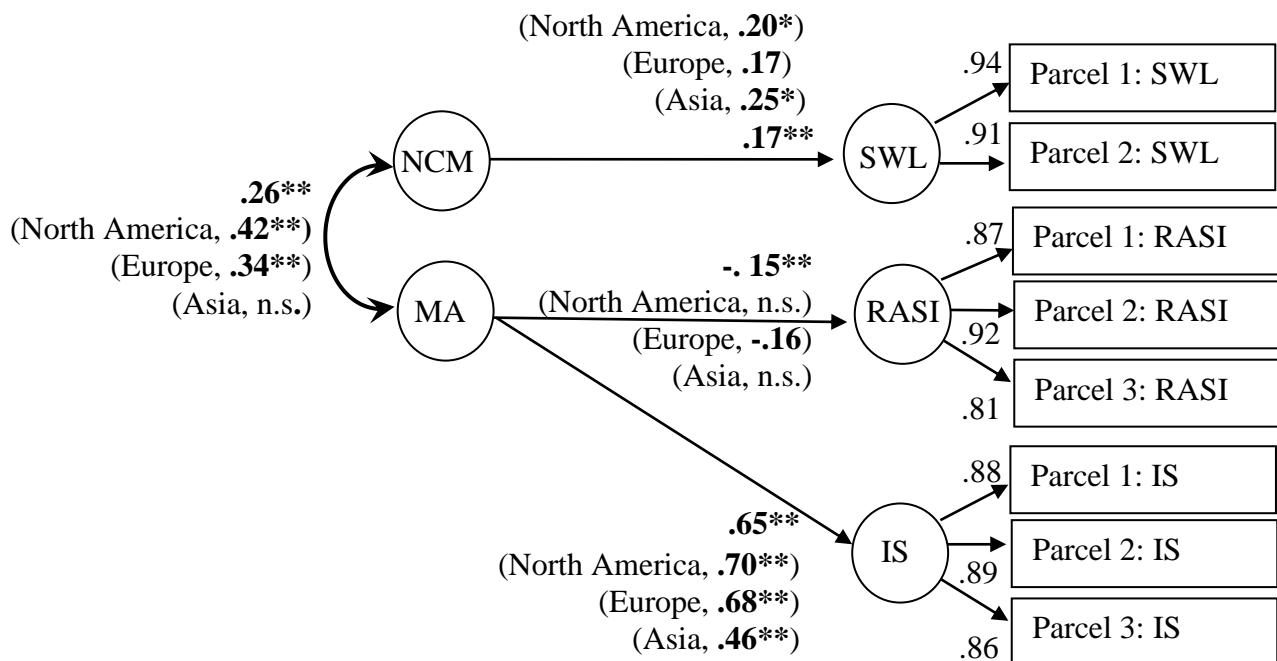 (North America, .20*)
(Europe, .17)
(Asia, .25*)
.17**
NCM
SWL
.94
Parcel 1: SWL
.91
Parcel 2: SWL
.26**
(North America, .42**)
(Europe, .34**)
(Asia, n.s.)
MA
-. 15**
(North America, n.s.)
(Europe, -.16)
(Asia, n.s.)
RASI
.87
Parcel 1: RASI
Parcel 2: RASI
.92
Parcel 3: RASI
.81
.65**
(North America, .70**)
(Europe, .68**)
(Asia, .46**)
IS
.88
Parcel 1: IS
Parcel 2: IS
.89
Parcel 3: IS
.86